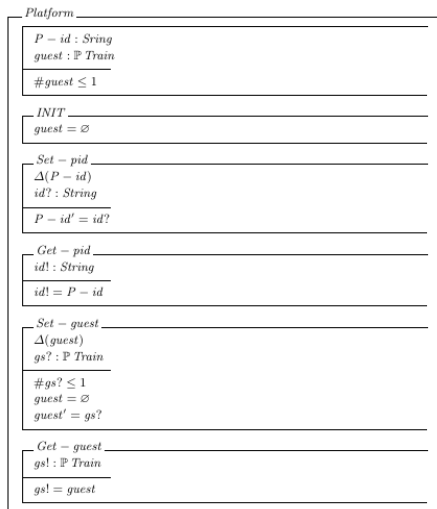 Platform
P − id : Sring
guest : ℙ Train
#guest ≤ 1
INIT
guest = ∅
Set − pid
Δ(P − id)
id? : String
P − id′ = id?
Get − pid
id! : String
id! = P − id
Set − guest
Δ(guest)
gs? : ℙ Train
#gs? ≤ 1
guest = ∅
guest′ = gs?
Get − guest
gs! : ℙ Train
gs! = guest